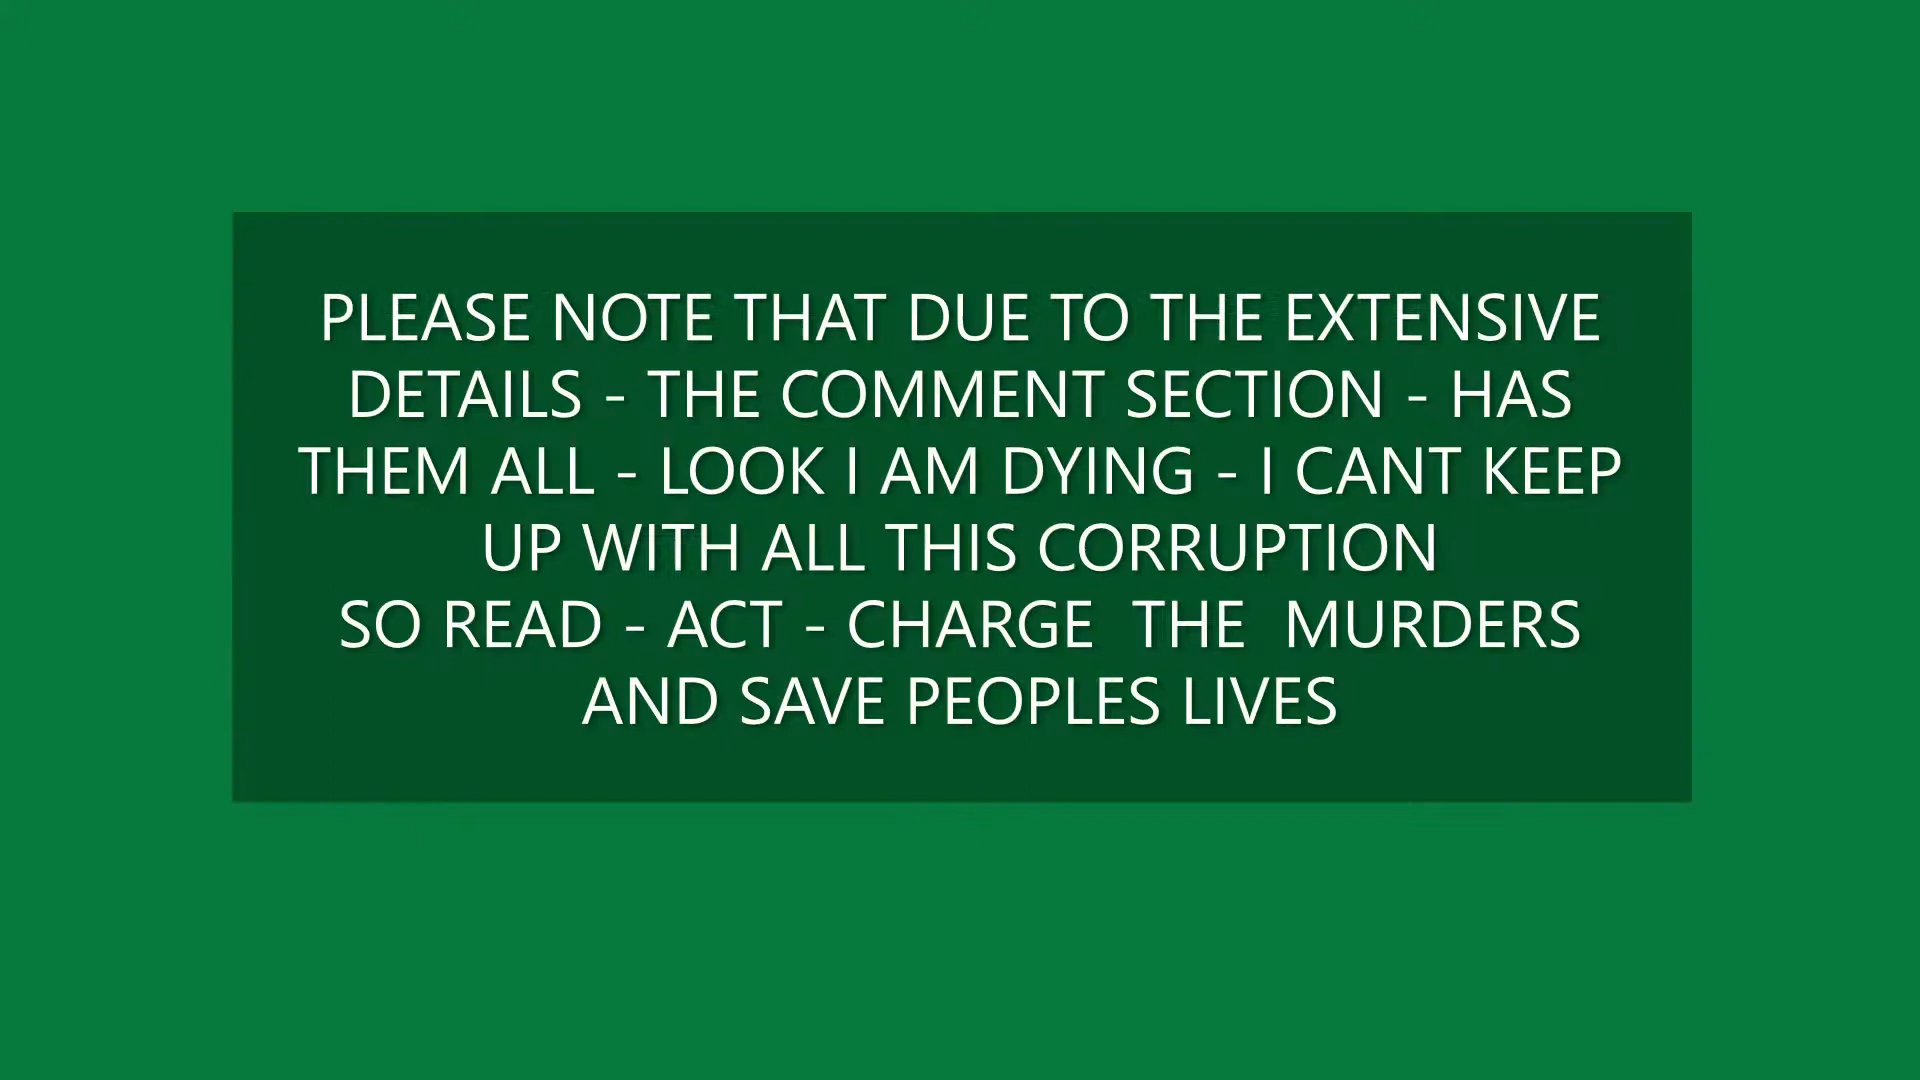 PLEASE NOTE THAT DUE TO THE EXTENSIVE
DETAILS - THE COMMENT SECTION - HAS
THEM ALL - LOOK I AM DYING - I CANT KEEP
UP WITH ALL THIS CORRUPTION
SO READ - ACT - CHARGE  THE  MURDERS
AND SAVE PEOPLES LIVES